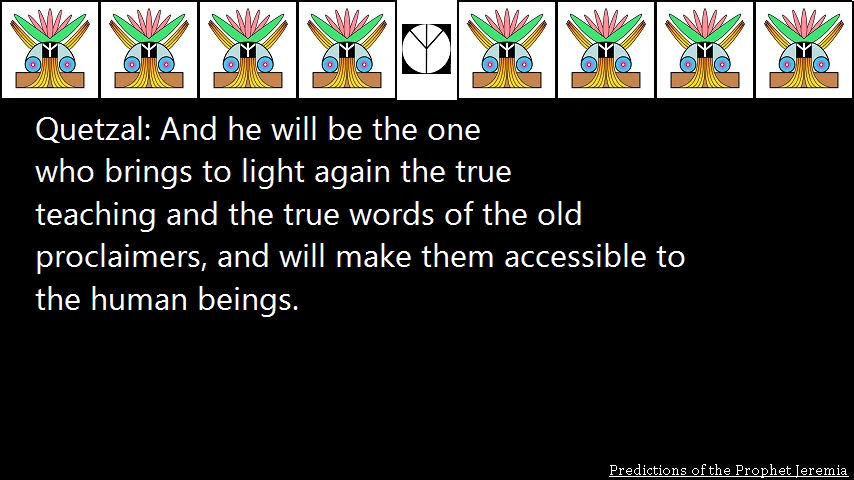 Quetzal: And he will be the one
who brings to light again the true
teaching and the true words of the old
proclaimers, and will make them accessible to
the human beings.
Predictions of the Prophet Jeremia